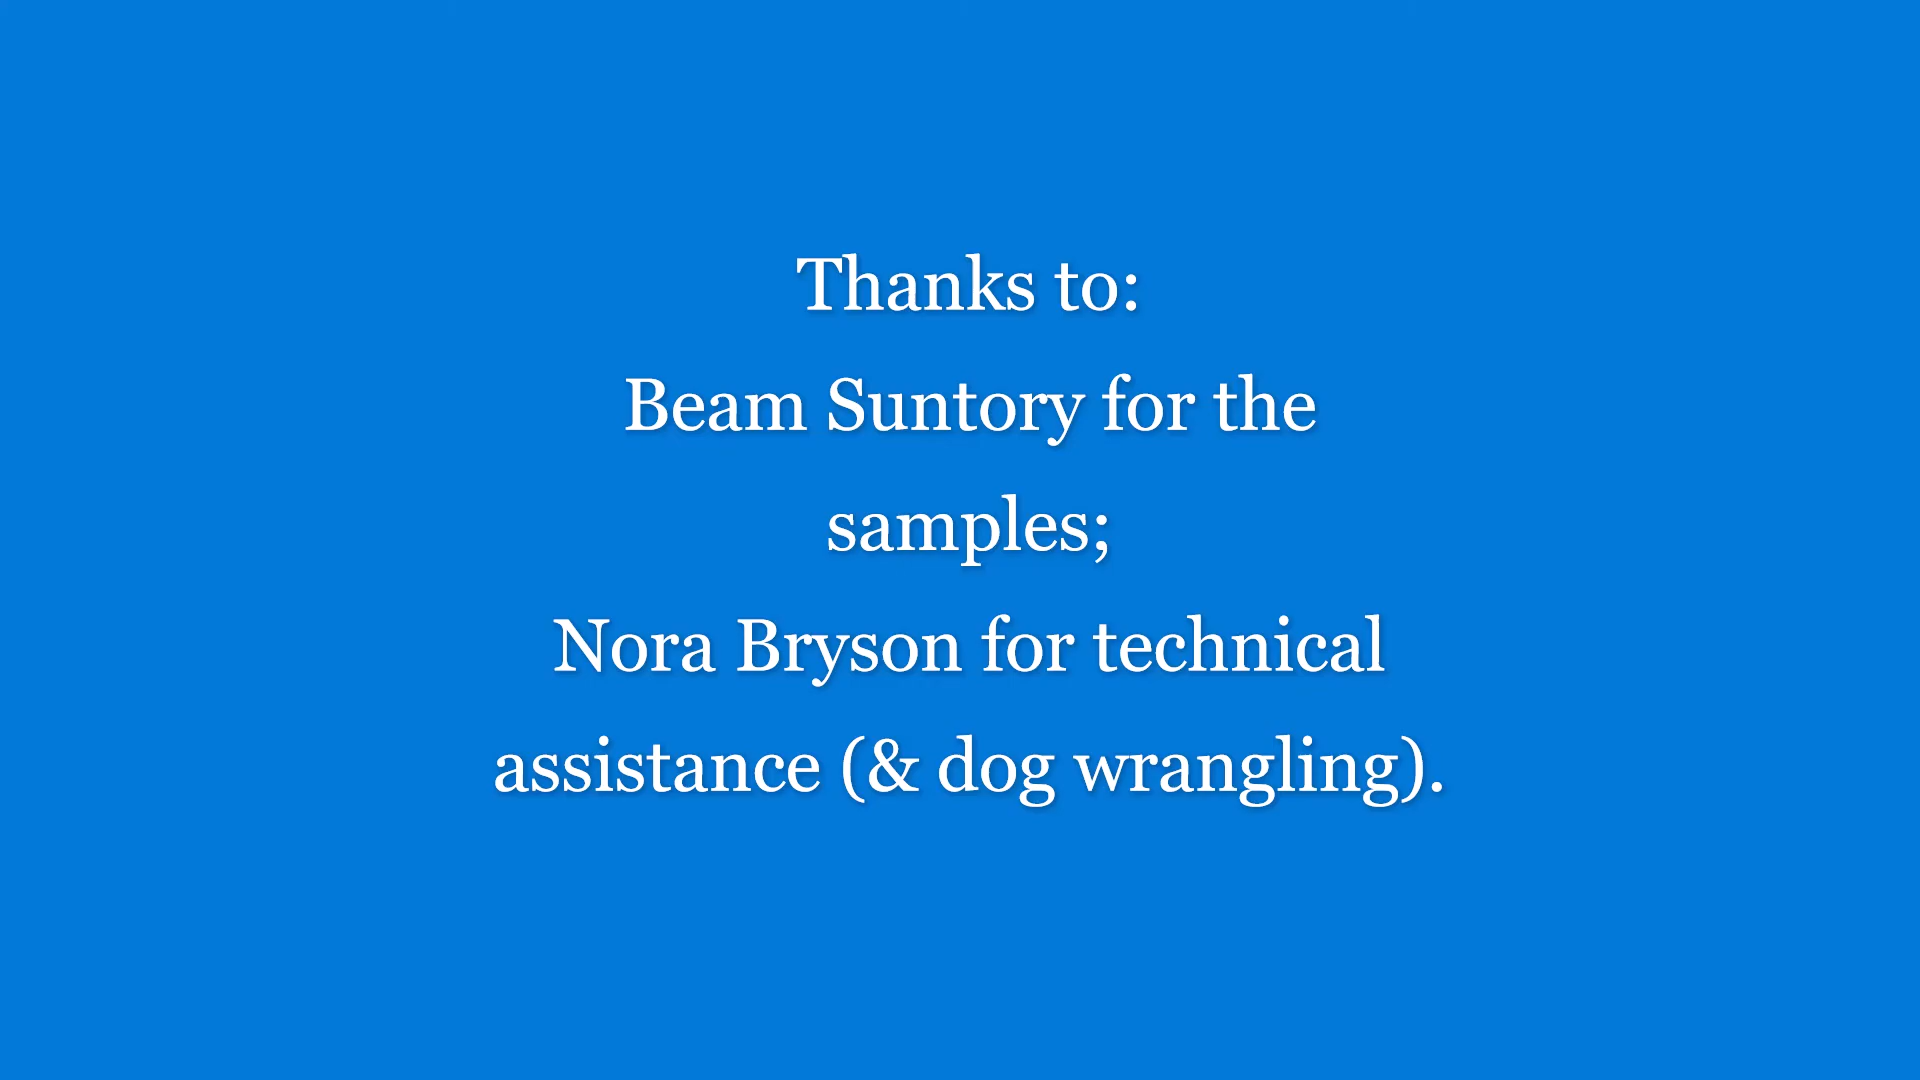 Thanks to:
Beam Suntory for the
samples;
Nora Bryson for technical
assistance (& dog wrangling).